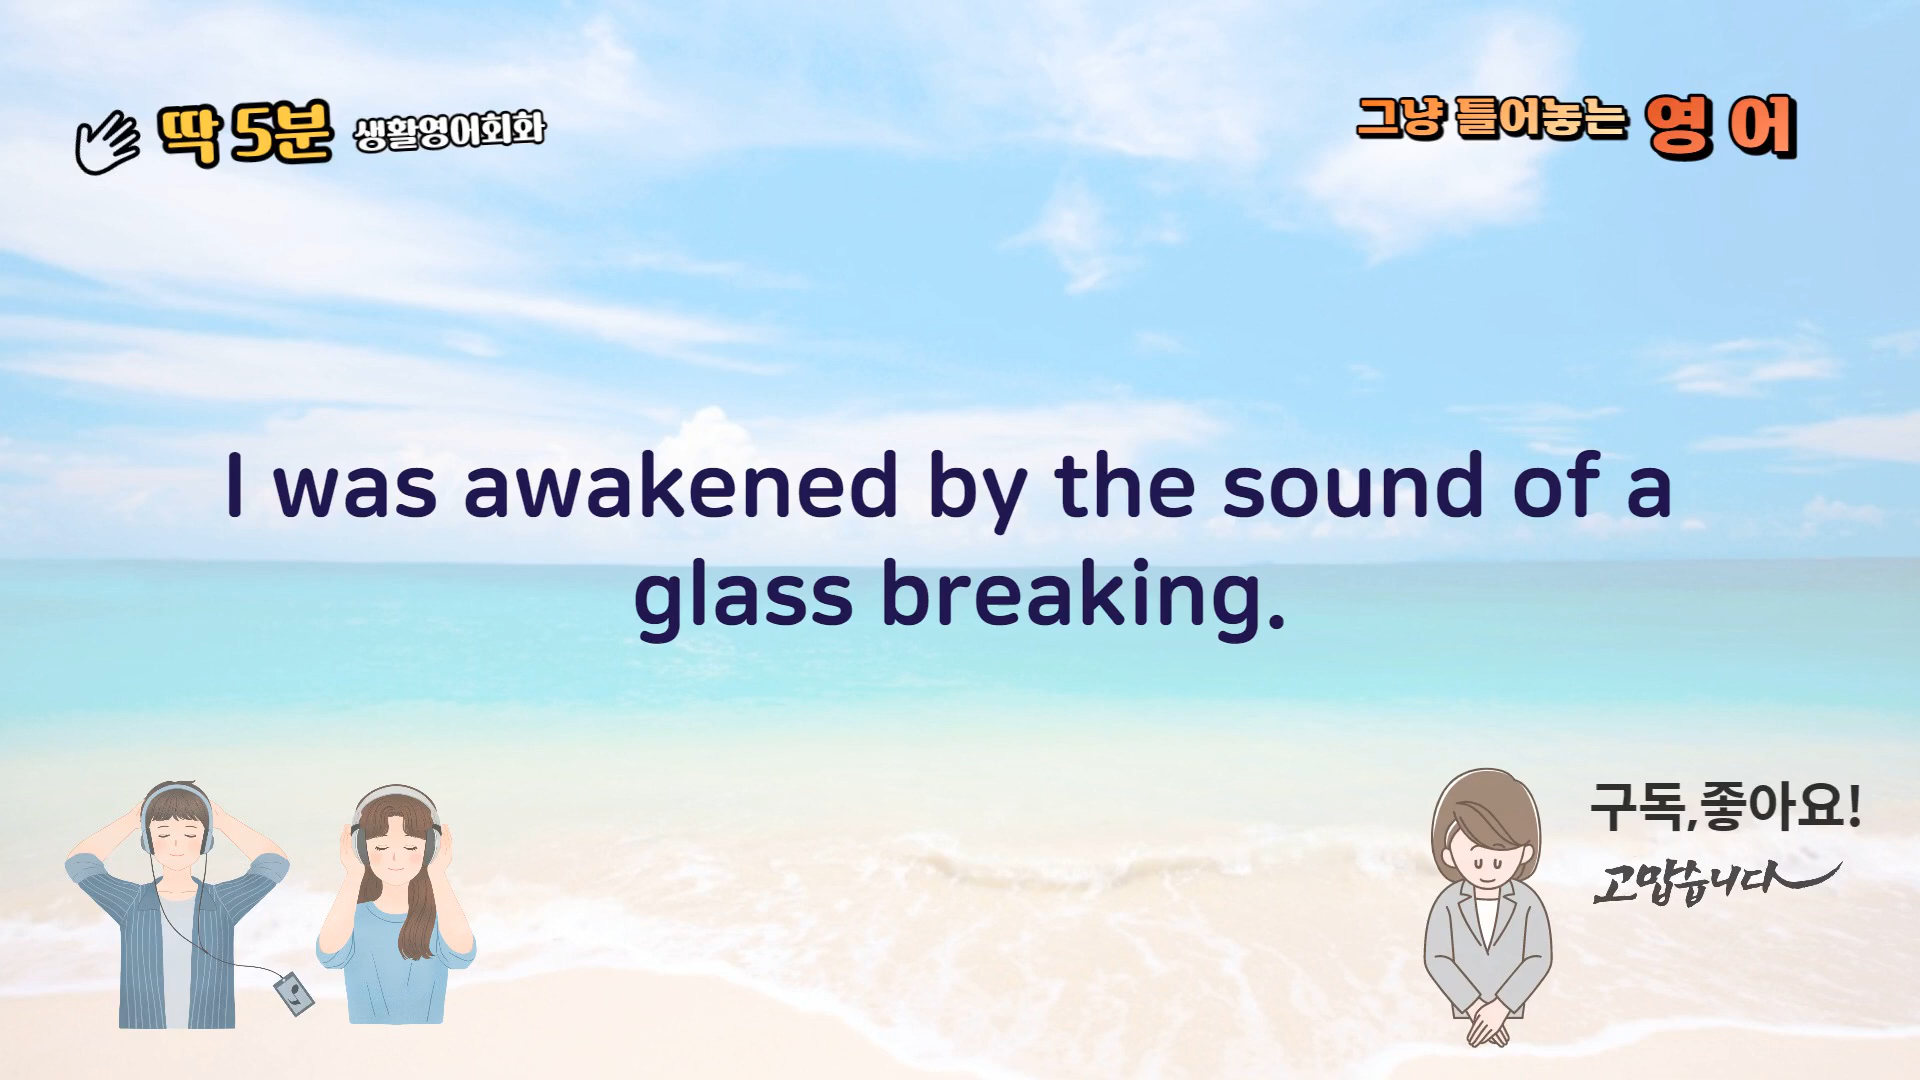 딱 5분 생활영어회화
그냥 틀어놓는 영어
I was awakened by the sound of a
glass breaking.
구독,좋아요!
고맙습니다